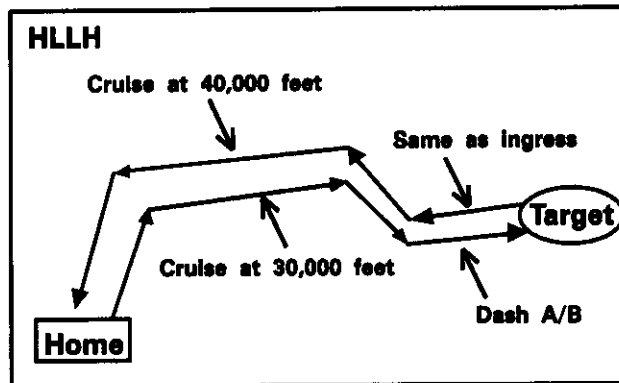 HLLH
Cruise at 40,000 feet
Same as ingress
Target
Cruise at 30,000 feet
Dash A/B
Home